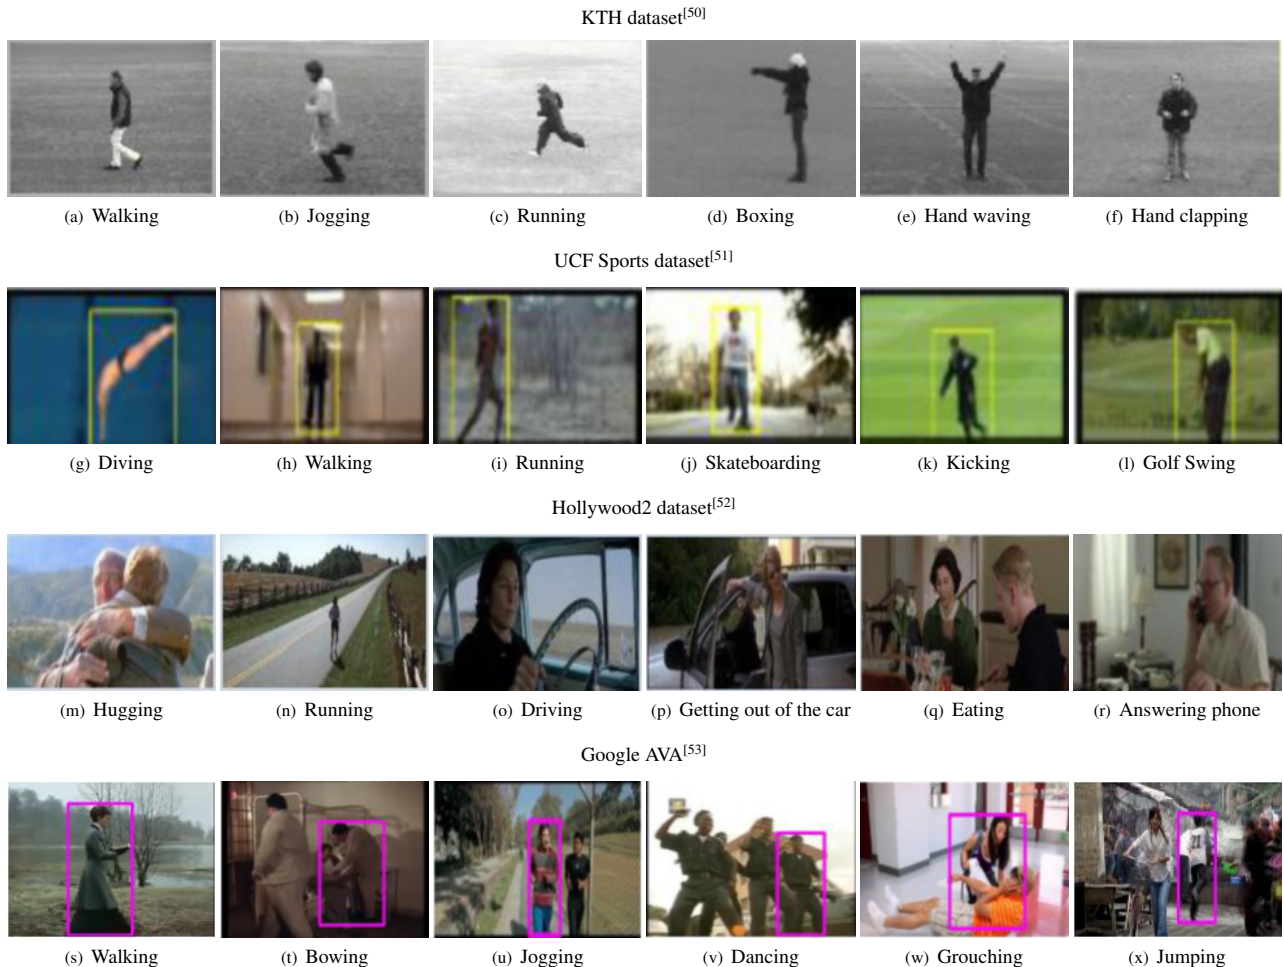 KTH dataset[50]
(a) Walking (b) Jogging (c) Running (d) Boxing (e) Hand waving (f) Hand clapping
UCF Sports dataset[51]
(g) Diving (h) Walking (i) Running (j) Skateboarding (k) Kicking (l) Golf Swing
Hollywood2 dataset[52]
(m) Hugging (n) Running (o) Driving (p) Getting out of the car (q) Eating (r) Answering phone
Google AVA[53]
(s) Walking (t) Bowing (u) Jogging (v) Dancing (w) Grouching (x) Jumping